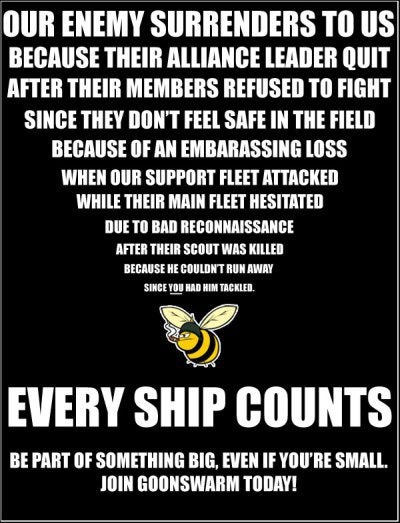 OUR ENEMY SURRENDERS TO US
BECAUSE THEIR ALLIANCE LEADER QUIT
AFTER THEIR MEMBERS REFUSED TO FIGHT
SINCE THEY DON'T FEEL SAFE IN THE FIELD
BECAUSE OF AN EMBARASSING LOSS
WHEN OUR SUPPORT FLEET ATTACKED
WHILE THEIR MAIN FLEET HESITATED
DUE TO BAD RECONNAISSANCE
AFTER THEIR SCOUT WAS KILLED
BECAUSE HE COULDN'T RUN AWAY
SINCE YOU HAD HIM TACKLED.
EVERY SHIP COUNTS
BE PART OF SOMETHING BIG, EVEN IF YOU'RE SMALL.
JOIN GOONSWARM TODAY!